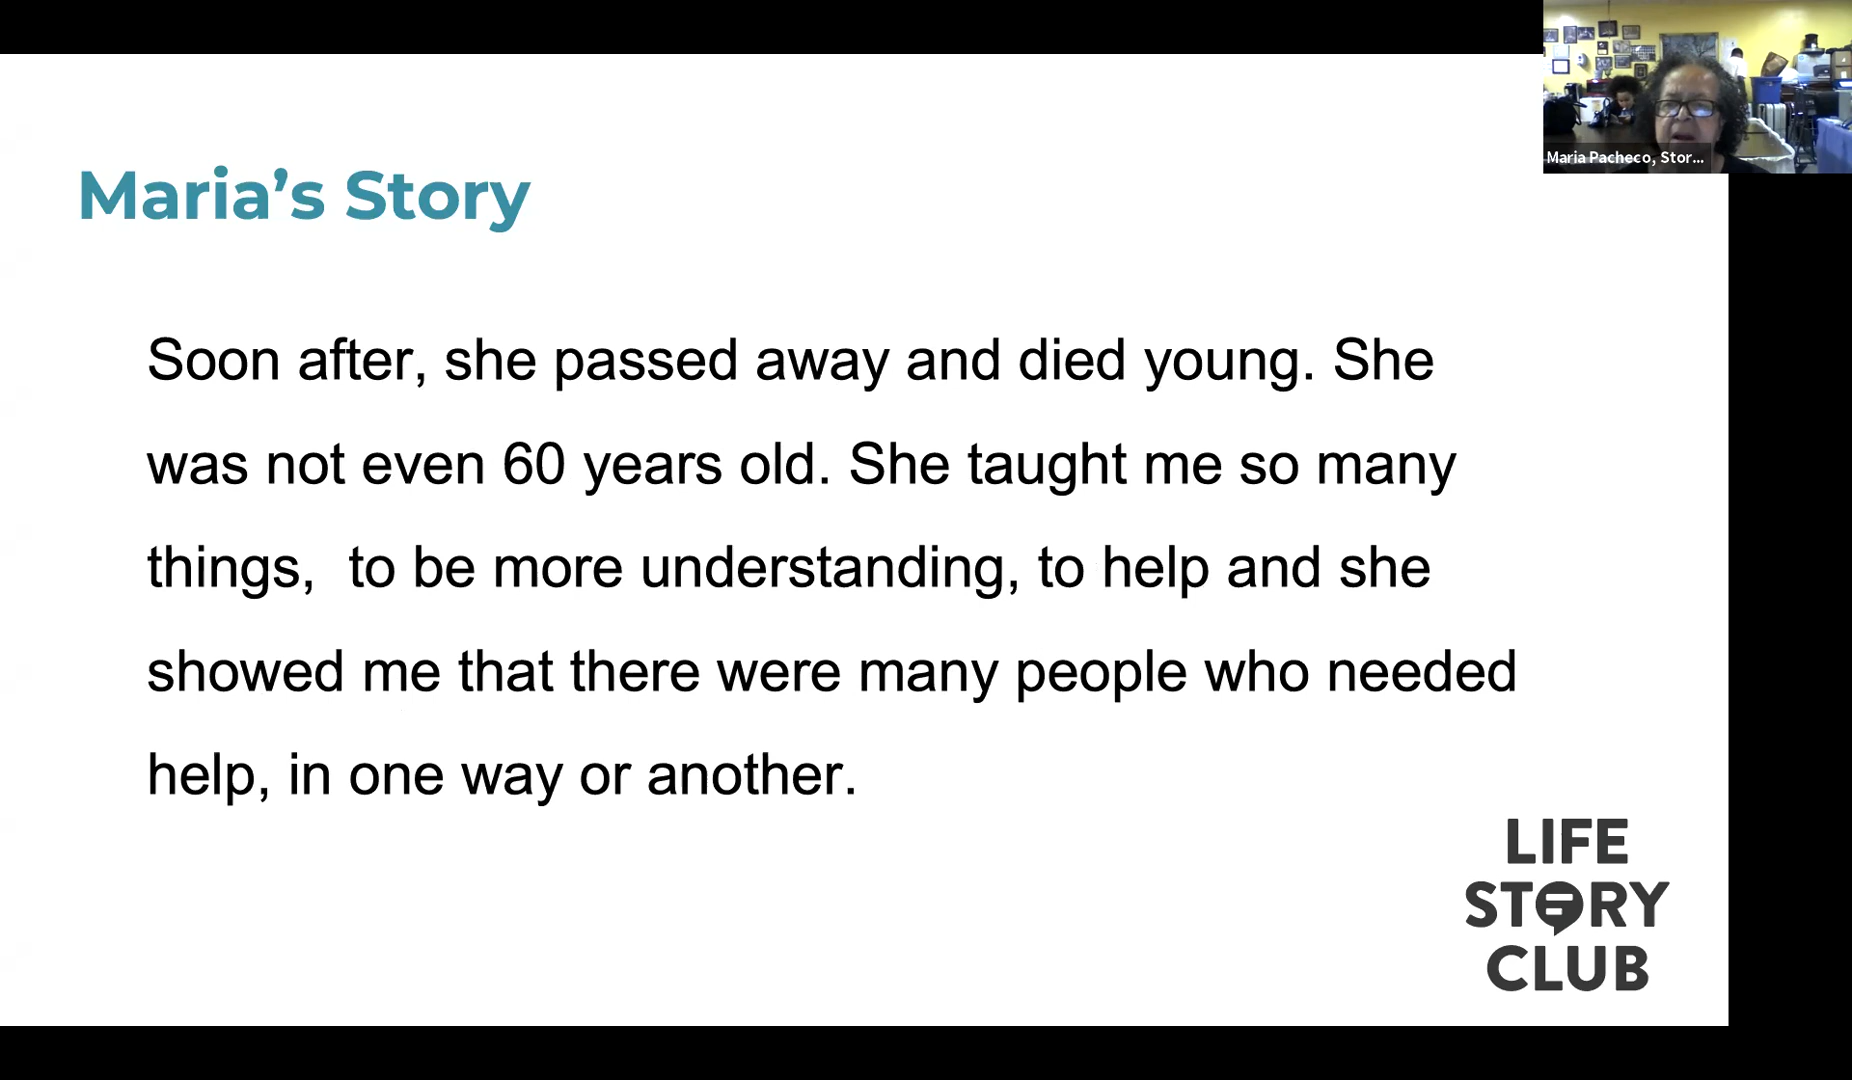 Maria Pacheco, Stor...
Maria’s Story
Soon after, she passed away and died young. She
was not even 60 years old. She taught me so many
things,  to be more understanding, to help and she
showed me that there were many people who needed
help, in one way or another.
LIFE
STORY
CLUB